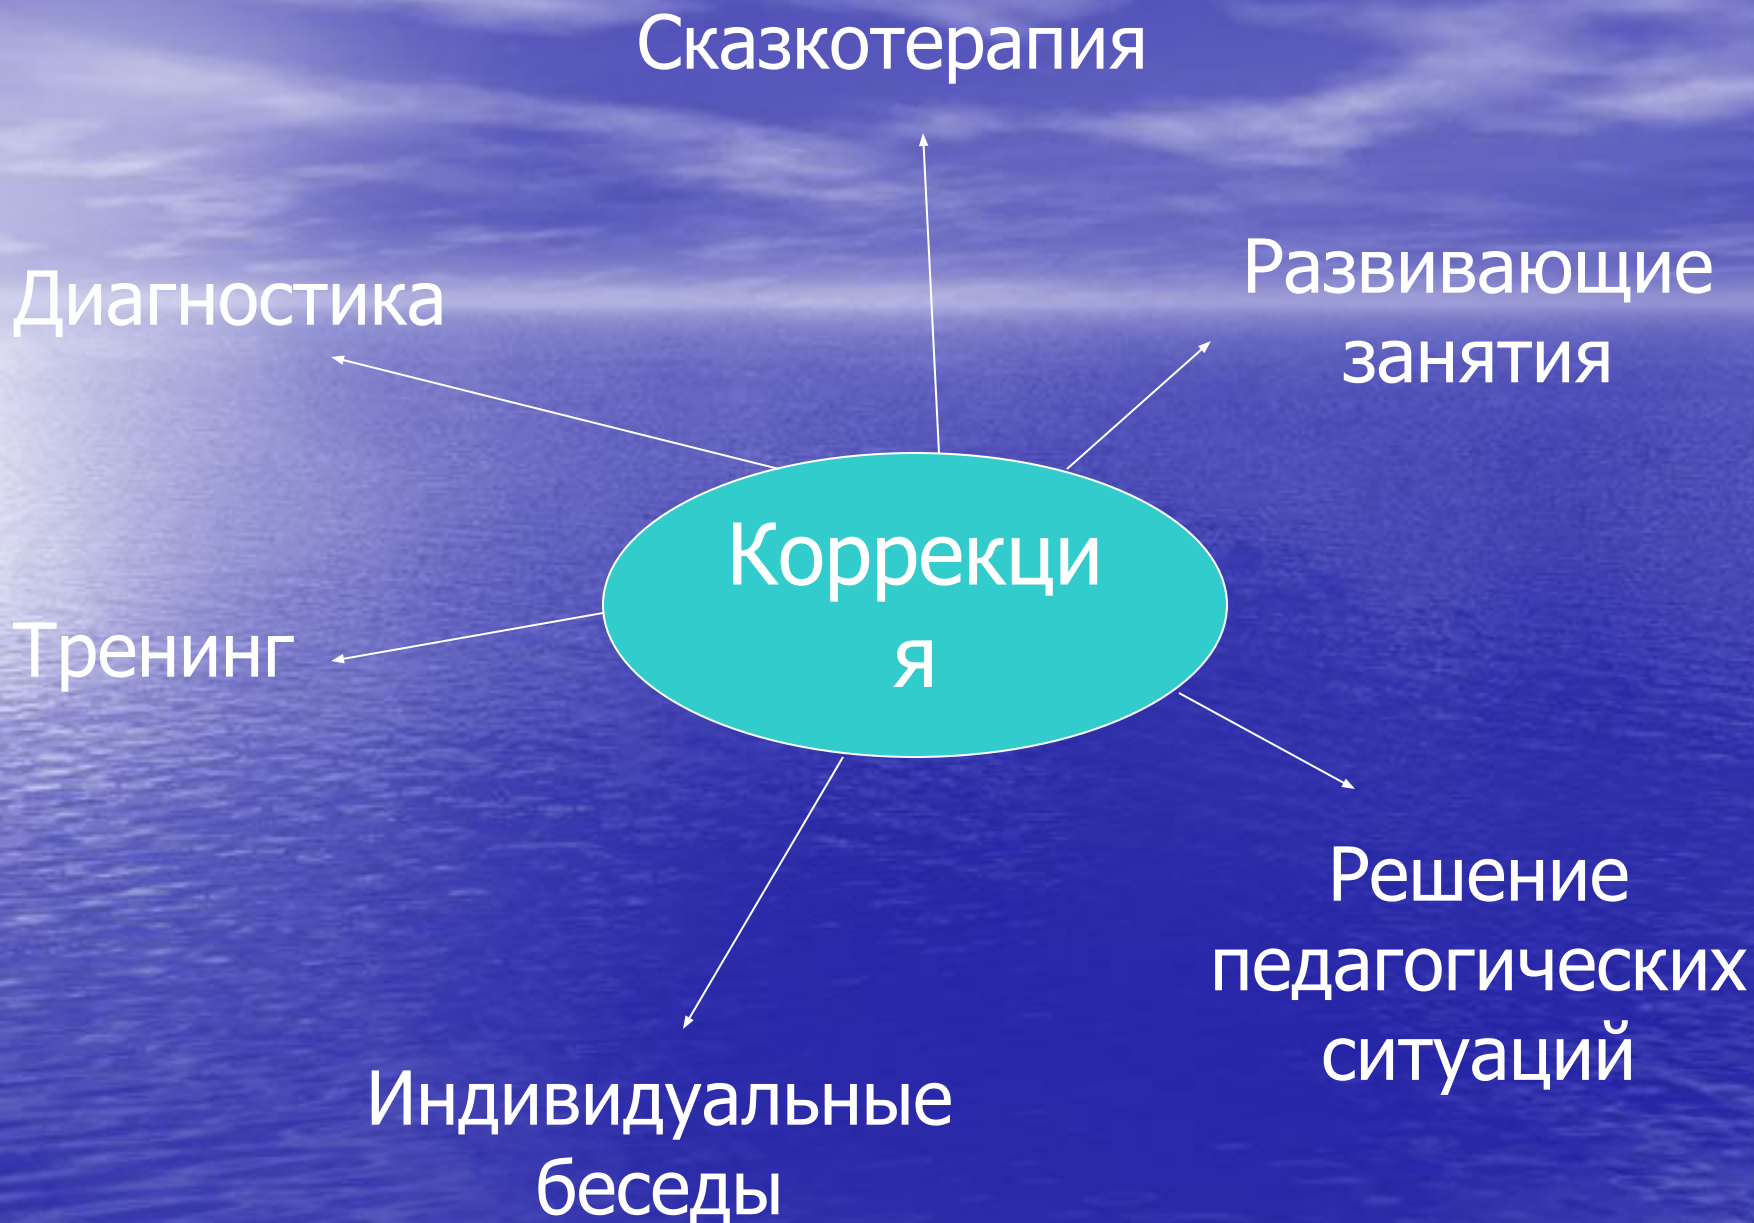 Сказкотерапия
Диагностика
Развивающие
занятия
Коррекци
я
Тренинг
Решение
педагогических
ситуаций
Индивидуальные
беседы